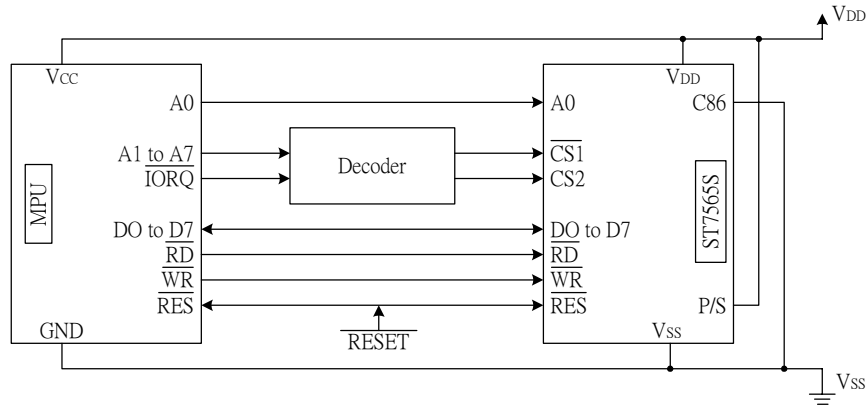 VDD
VCC
VDD
A0
A0
C86
A1 to A7
Decoder
CS1
IORQ
CS2
MPU
ST7565S
DO to D7
DO to D7
RD
RD
WR
WR
RES
RES
P/S
RESET
GND
VSS
VSS